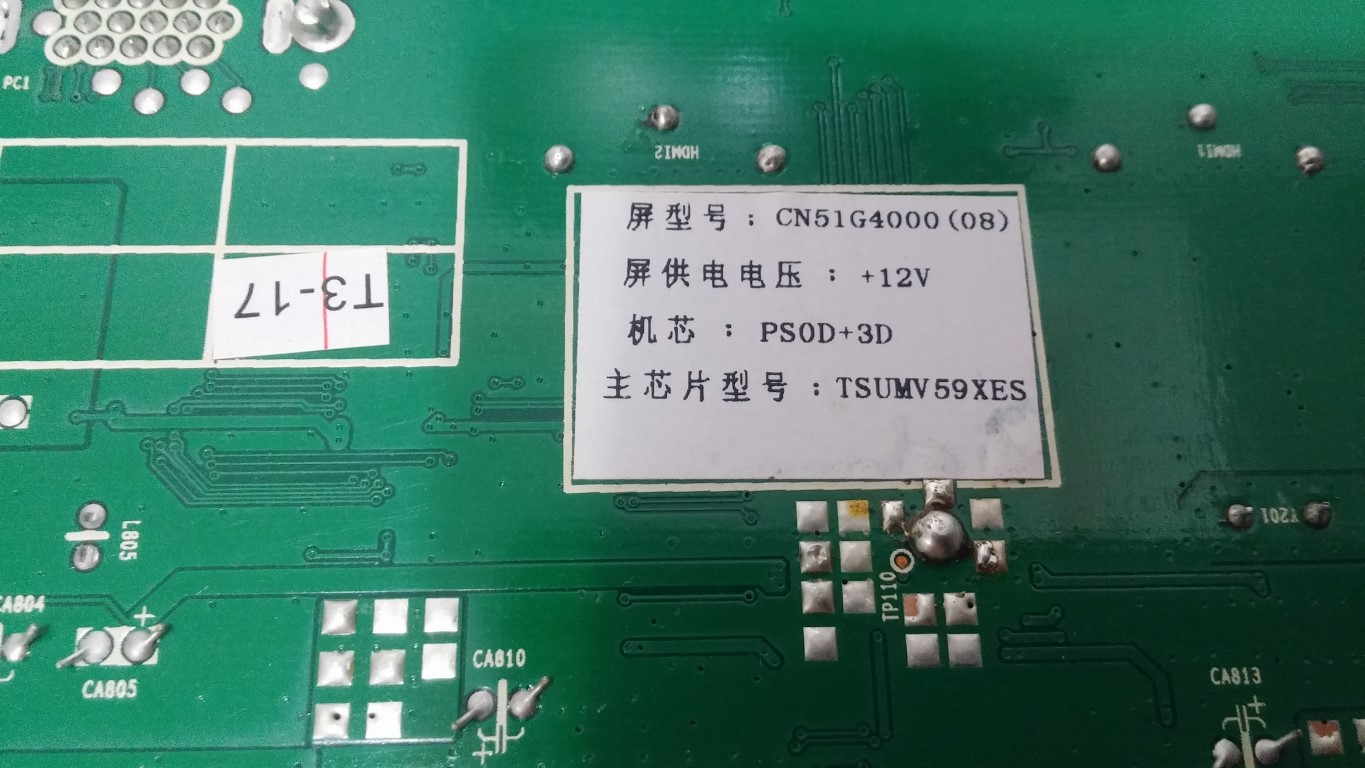 PC1
HDMI2
HDMI1
屏型号：CN51G4000(08)
屏供电电压：+12V
机芯：PS0D+3D
主芯片型号：TSUMV59XES
T3-17
L805
Y201
TP110
CA804
CA805
CA810
CA813